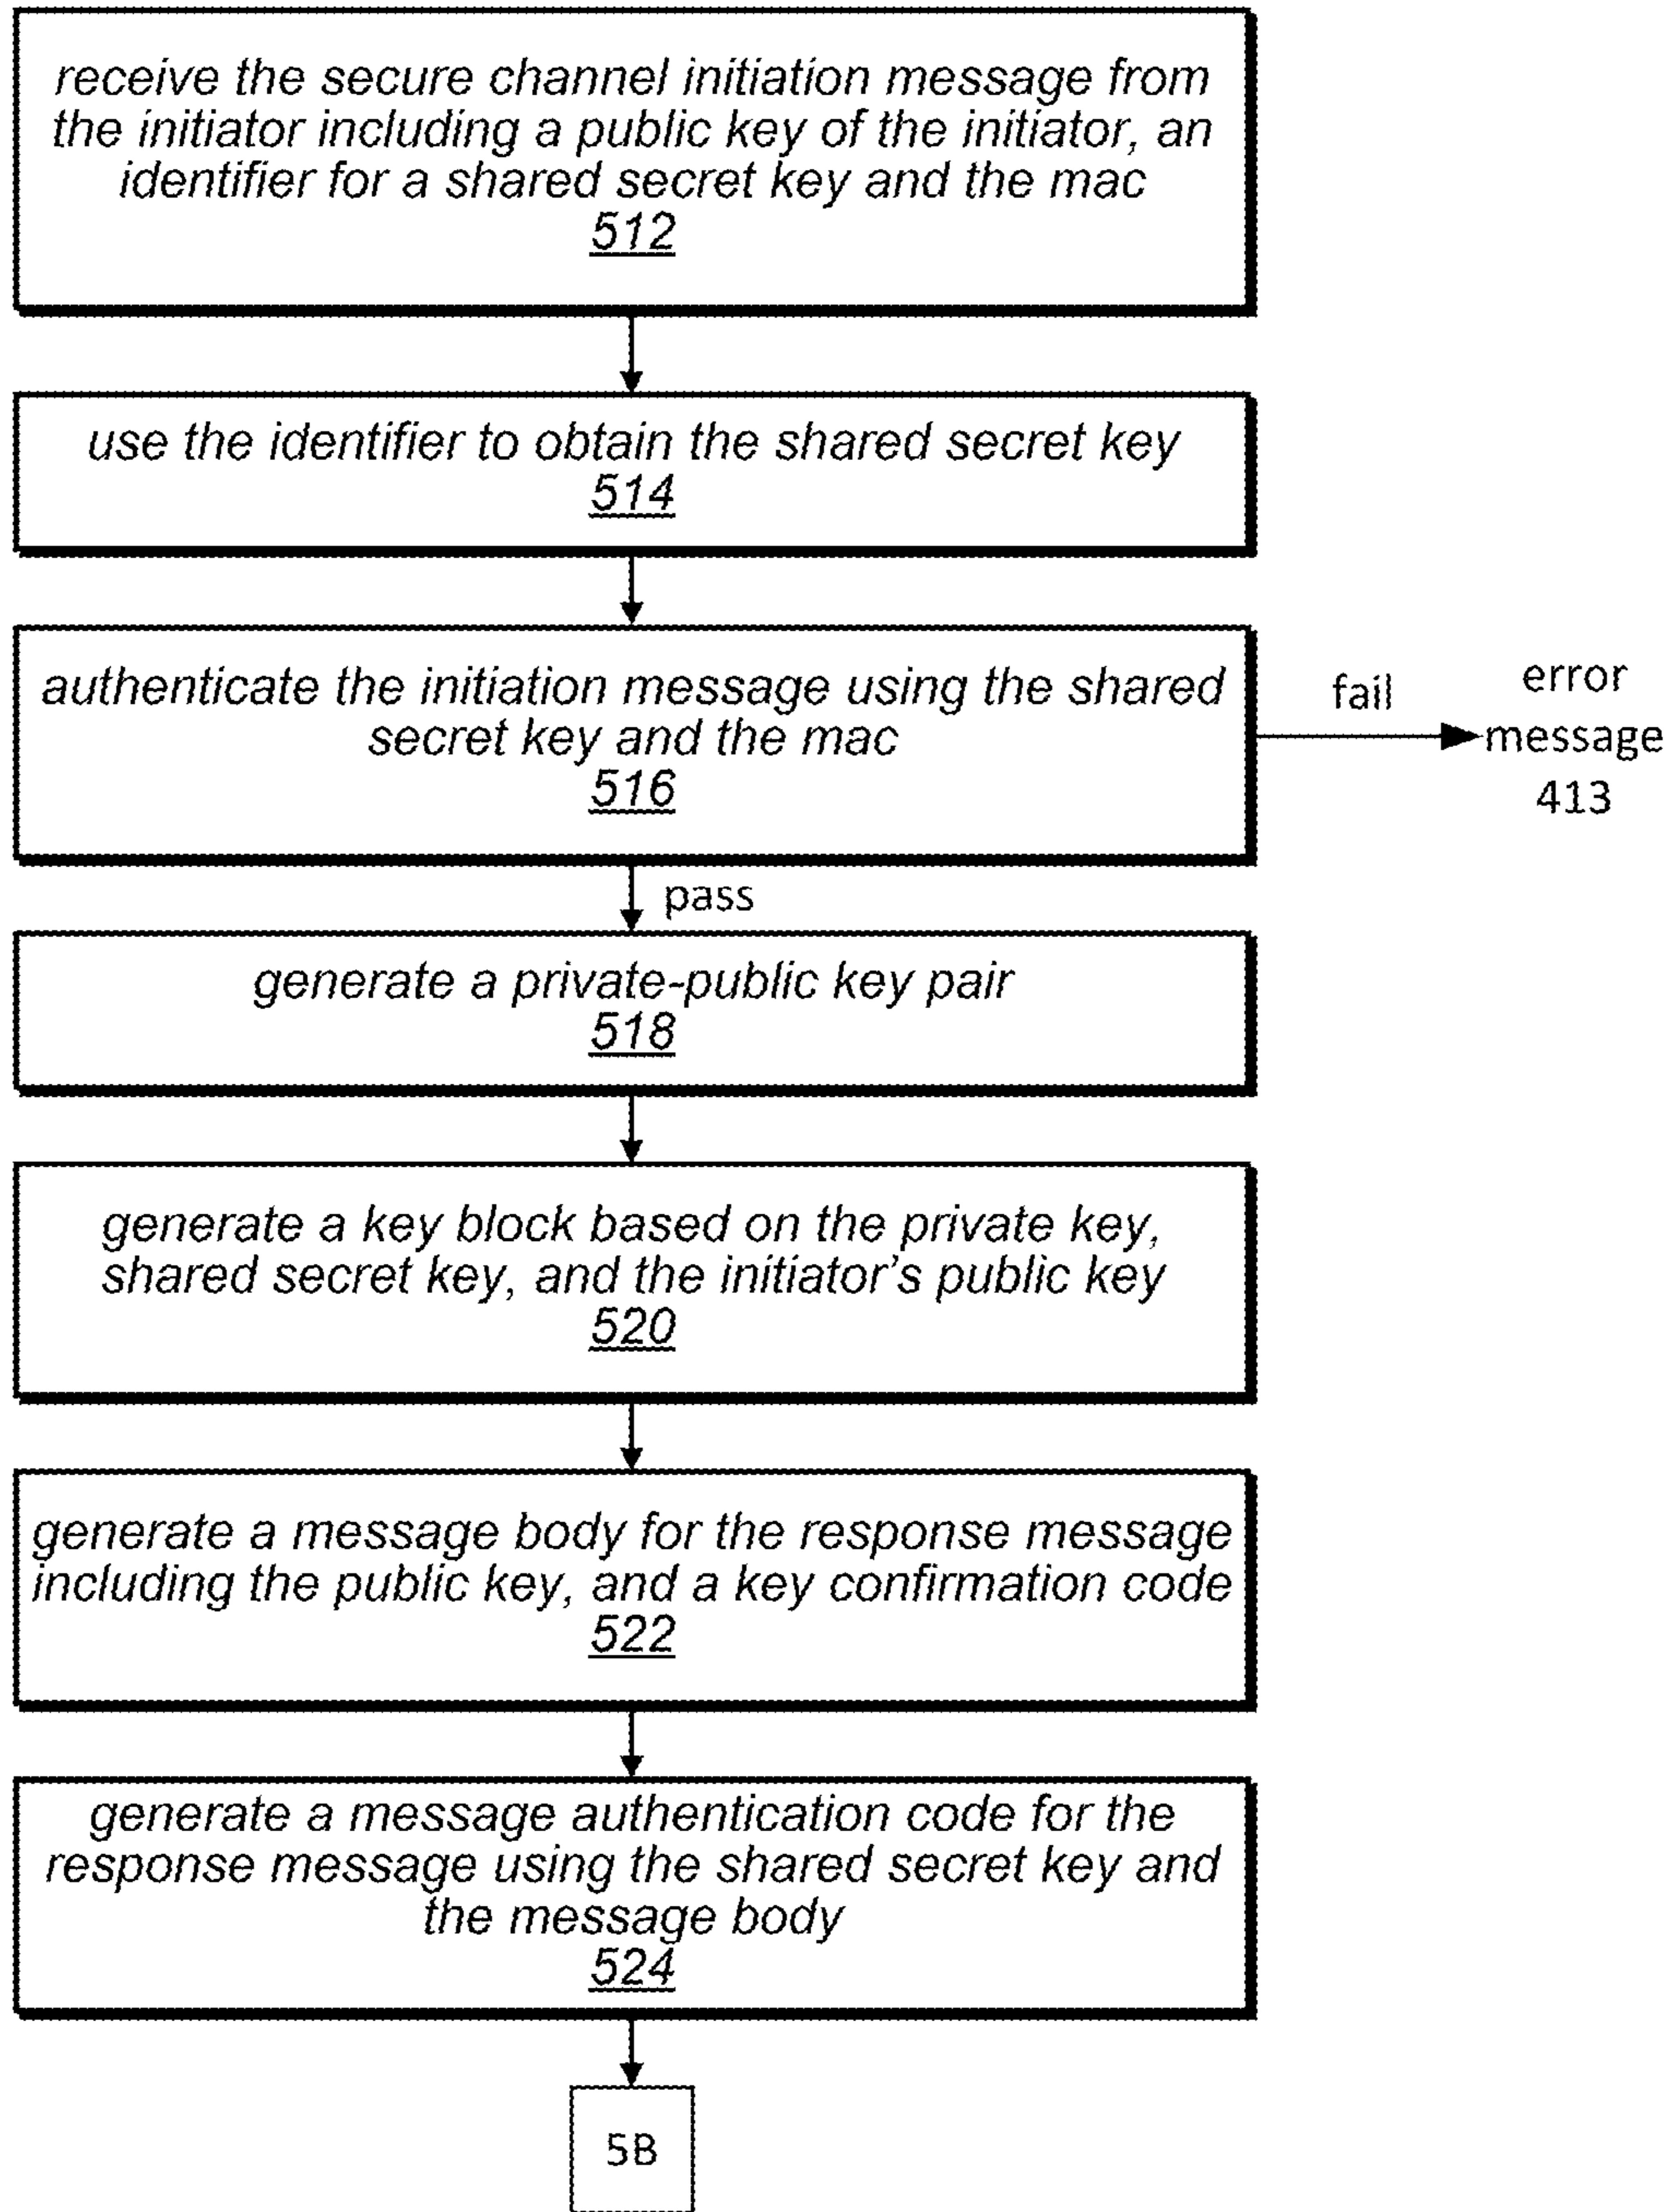 receive the secure channel initiation message from
the initiator including a public key of the initiator, an
identifier for a shared secret key and the mac
512
use the identifier to obtain the shared secret key
514
authenticate the initiation message using the shared
secret key and the mac
516
fail
error
message
413
pass
generate a private-public key pair
518
generate a key block based on the private key,
shared secret key, and the initiator's public key
520
generate a message body for the response message
including the public key, and a key confirmation code
522
generate a message authentication code for the
response message using the shared secret key and
the message body
524
5B